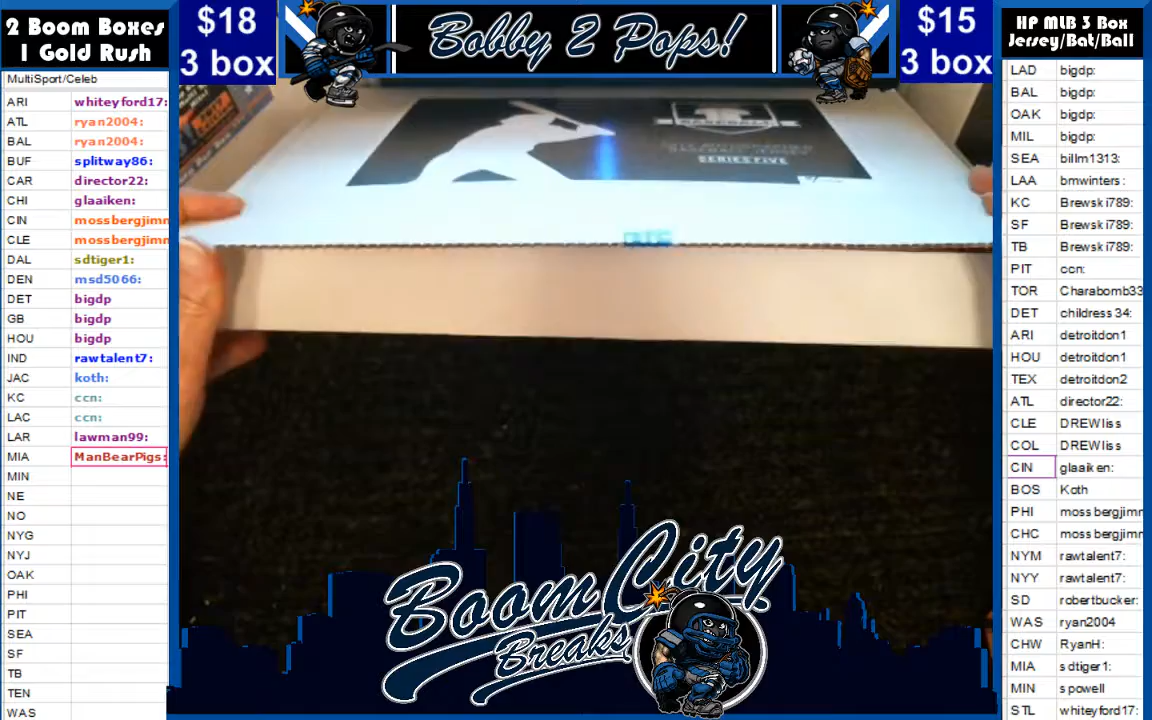 2 Boom Boxes
1 Gold Rush
$18
3 box
Bobby 2 Pops!
$15
3 box
HP MLB 3 Box
Jersey/Bat/Ball
MultiSport/Celeb
ARI whiteyford17:
ATL ryan2004:
BAL ryan2004:
BUF splitway86:
CAR director22:
CHI glaaiken:
CIN mossbergjimn
CLE mossbergjimn
DAL sdtiger1:
DEN msd5066:
DET bigdp
GB bigdp
HOU bigdp
IND rawtalent7:
JAC koth:
KC ccn:
LAC ccn:
LAR lawman99:
MIA ManBearPigs:
MIN
NE
NO
NYG
NYJ
OAK
PHI
PIT
SEA
SF
TB
TEN
WAS
BASEBALL
SERIES FIVE
Boom City
Breaks
LAD bigdp:
BAL bigdp:
OAK bigdp:
MIL bigdp:
SEA billm1313:
LAA bmwinters:
KC Brewski789:
SF Brewski789:
TB Brewski789:
PIT ccn:
TOR Charabomb33
DET childress34:
ARI detroitdon1
HOU detroitdon1
TEX detroitdon2
ATL director22:
CLE DREWliss
COL DREWliss
CIN glaaiken:
BOS Koth
PHI mossbergjimn
CHC mossbergjimn
NYM rawtalent7:
NYY rawtalent7:
SD robertbucker:
WAS ryan2004
CHW RyanH:
MIA sdtiger1:
MIN spowell
STL whiteyford17: